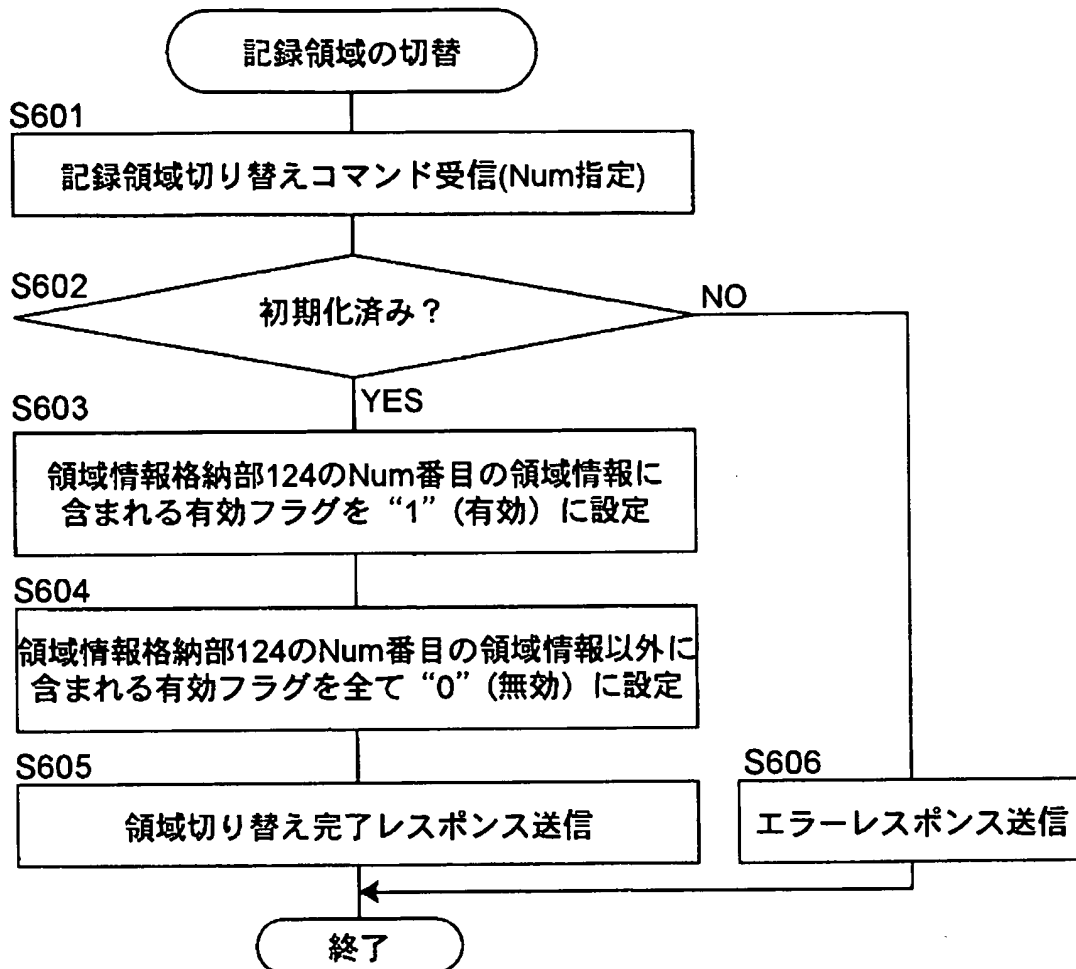 記録領域の切替
S601
記録領域切り替えコマンド受信(Num指定)
S602
初期化済み?
NO
YES
S603
領域情報格納部124のNum番目の領域情報に
含まれる有効フラグを“1”(有効)に設定
S604
領域情報格納部124のNum番目の領域情報以外に
含まれる有効フラグを全て“0”(無効)に設定
S605
領域切り替え完了レスポンス送信
S606
エラーレスポンス送信
終了